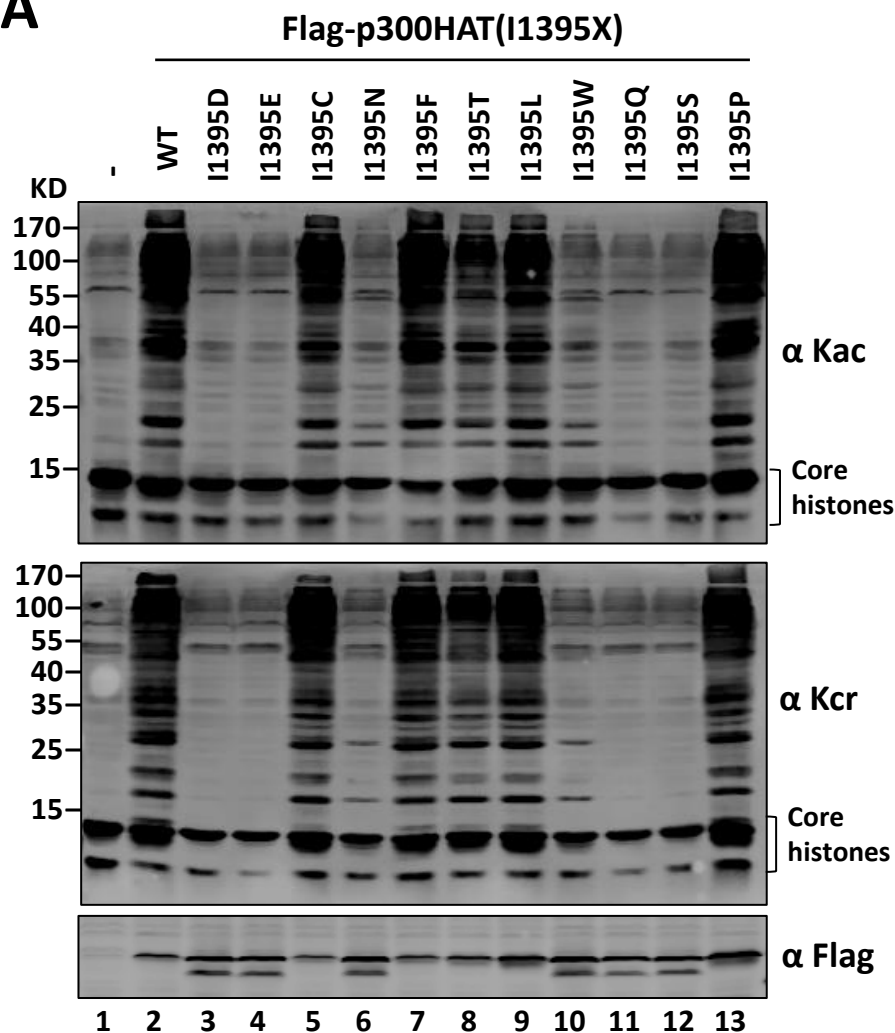 A
Flag-p300HAT(I1395X)
- WT I1395D I1395E I1395C I1395N I1395F I1395T I1395L I1395W I1395Q I1395S I1395P
KD
170
100
55
40
35
25
15
α Kac
Core
histones
170
100
55
40
35
25
15
α Kcr
Core
histones
α Flag
1 2 3 4 5 6 7 8 9 10 11 12 13